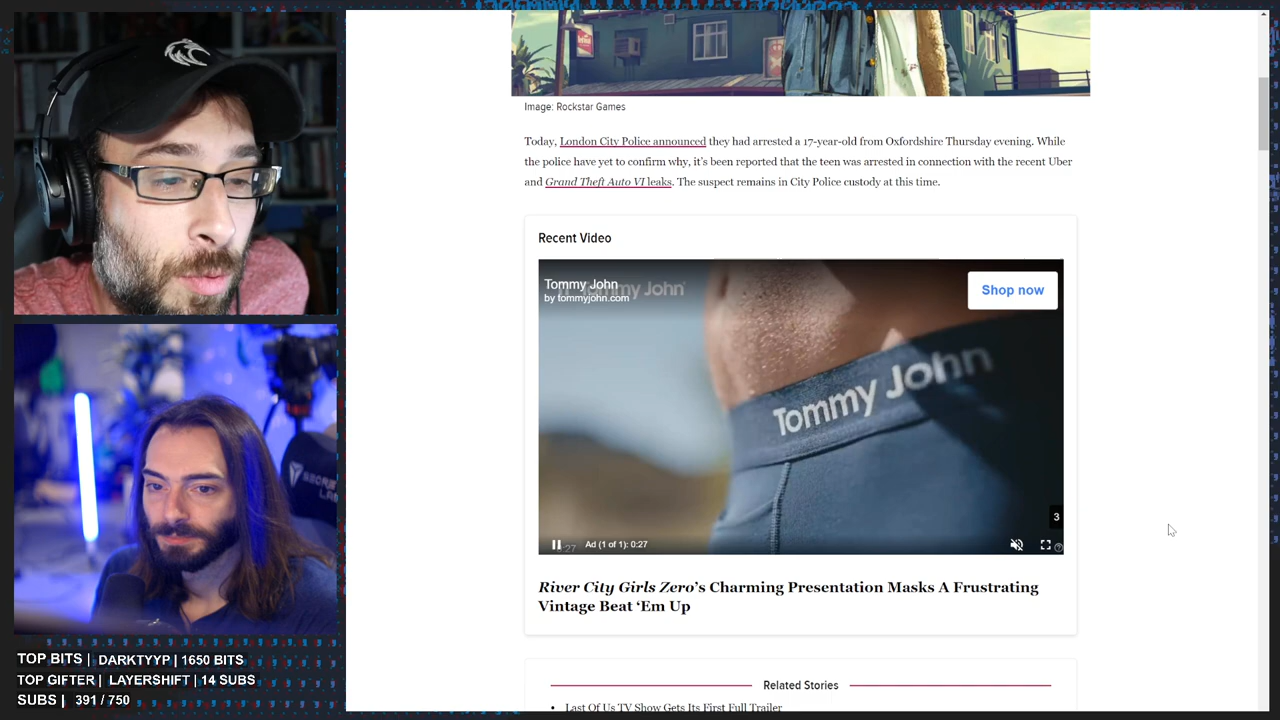 Image: Rockstar Games
Today, London City Police announced they had arrested a 17-year-old from Oxfordshire Thursday evening. While
the police have yet to confirm why, it's been reported that the teen was arrested in connection with the recent Uber
and Grand Theft Auto VI leaks. The suspect remains in City Police custody at this time.
Recent Video
Tommy John
by tommyjohn.com
Shop now
Tommy John
3
Ad (1 of 1): 0:27
River City Girls Zero's Charming Presentation Masks A Frustrating
Vintage Beat 'Em Up
Related Stories
• Last Of Us TV Show Gets Its First Full Trailer
TOP BITS | DARKTYYP | 1650 BITS
TOP GIFTER | LAYERSHIFT | 14 SUBS
SUBS | 391 / 750